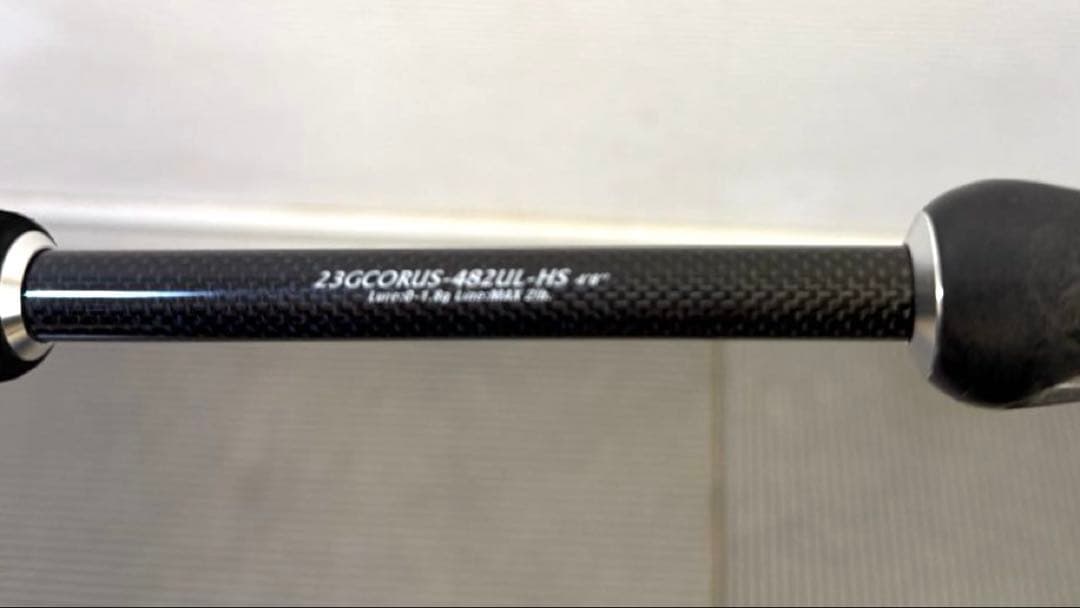 23GCORUS-482UL-HS 4'8"
Lure:0-1.8g Line:MAX 2lb.